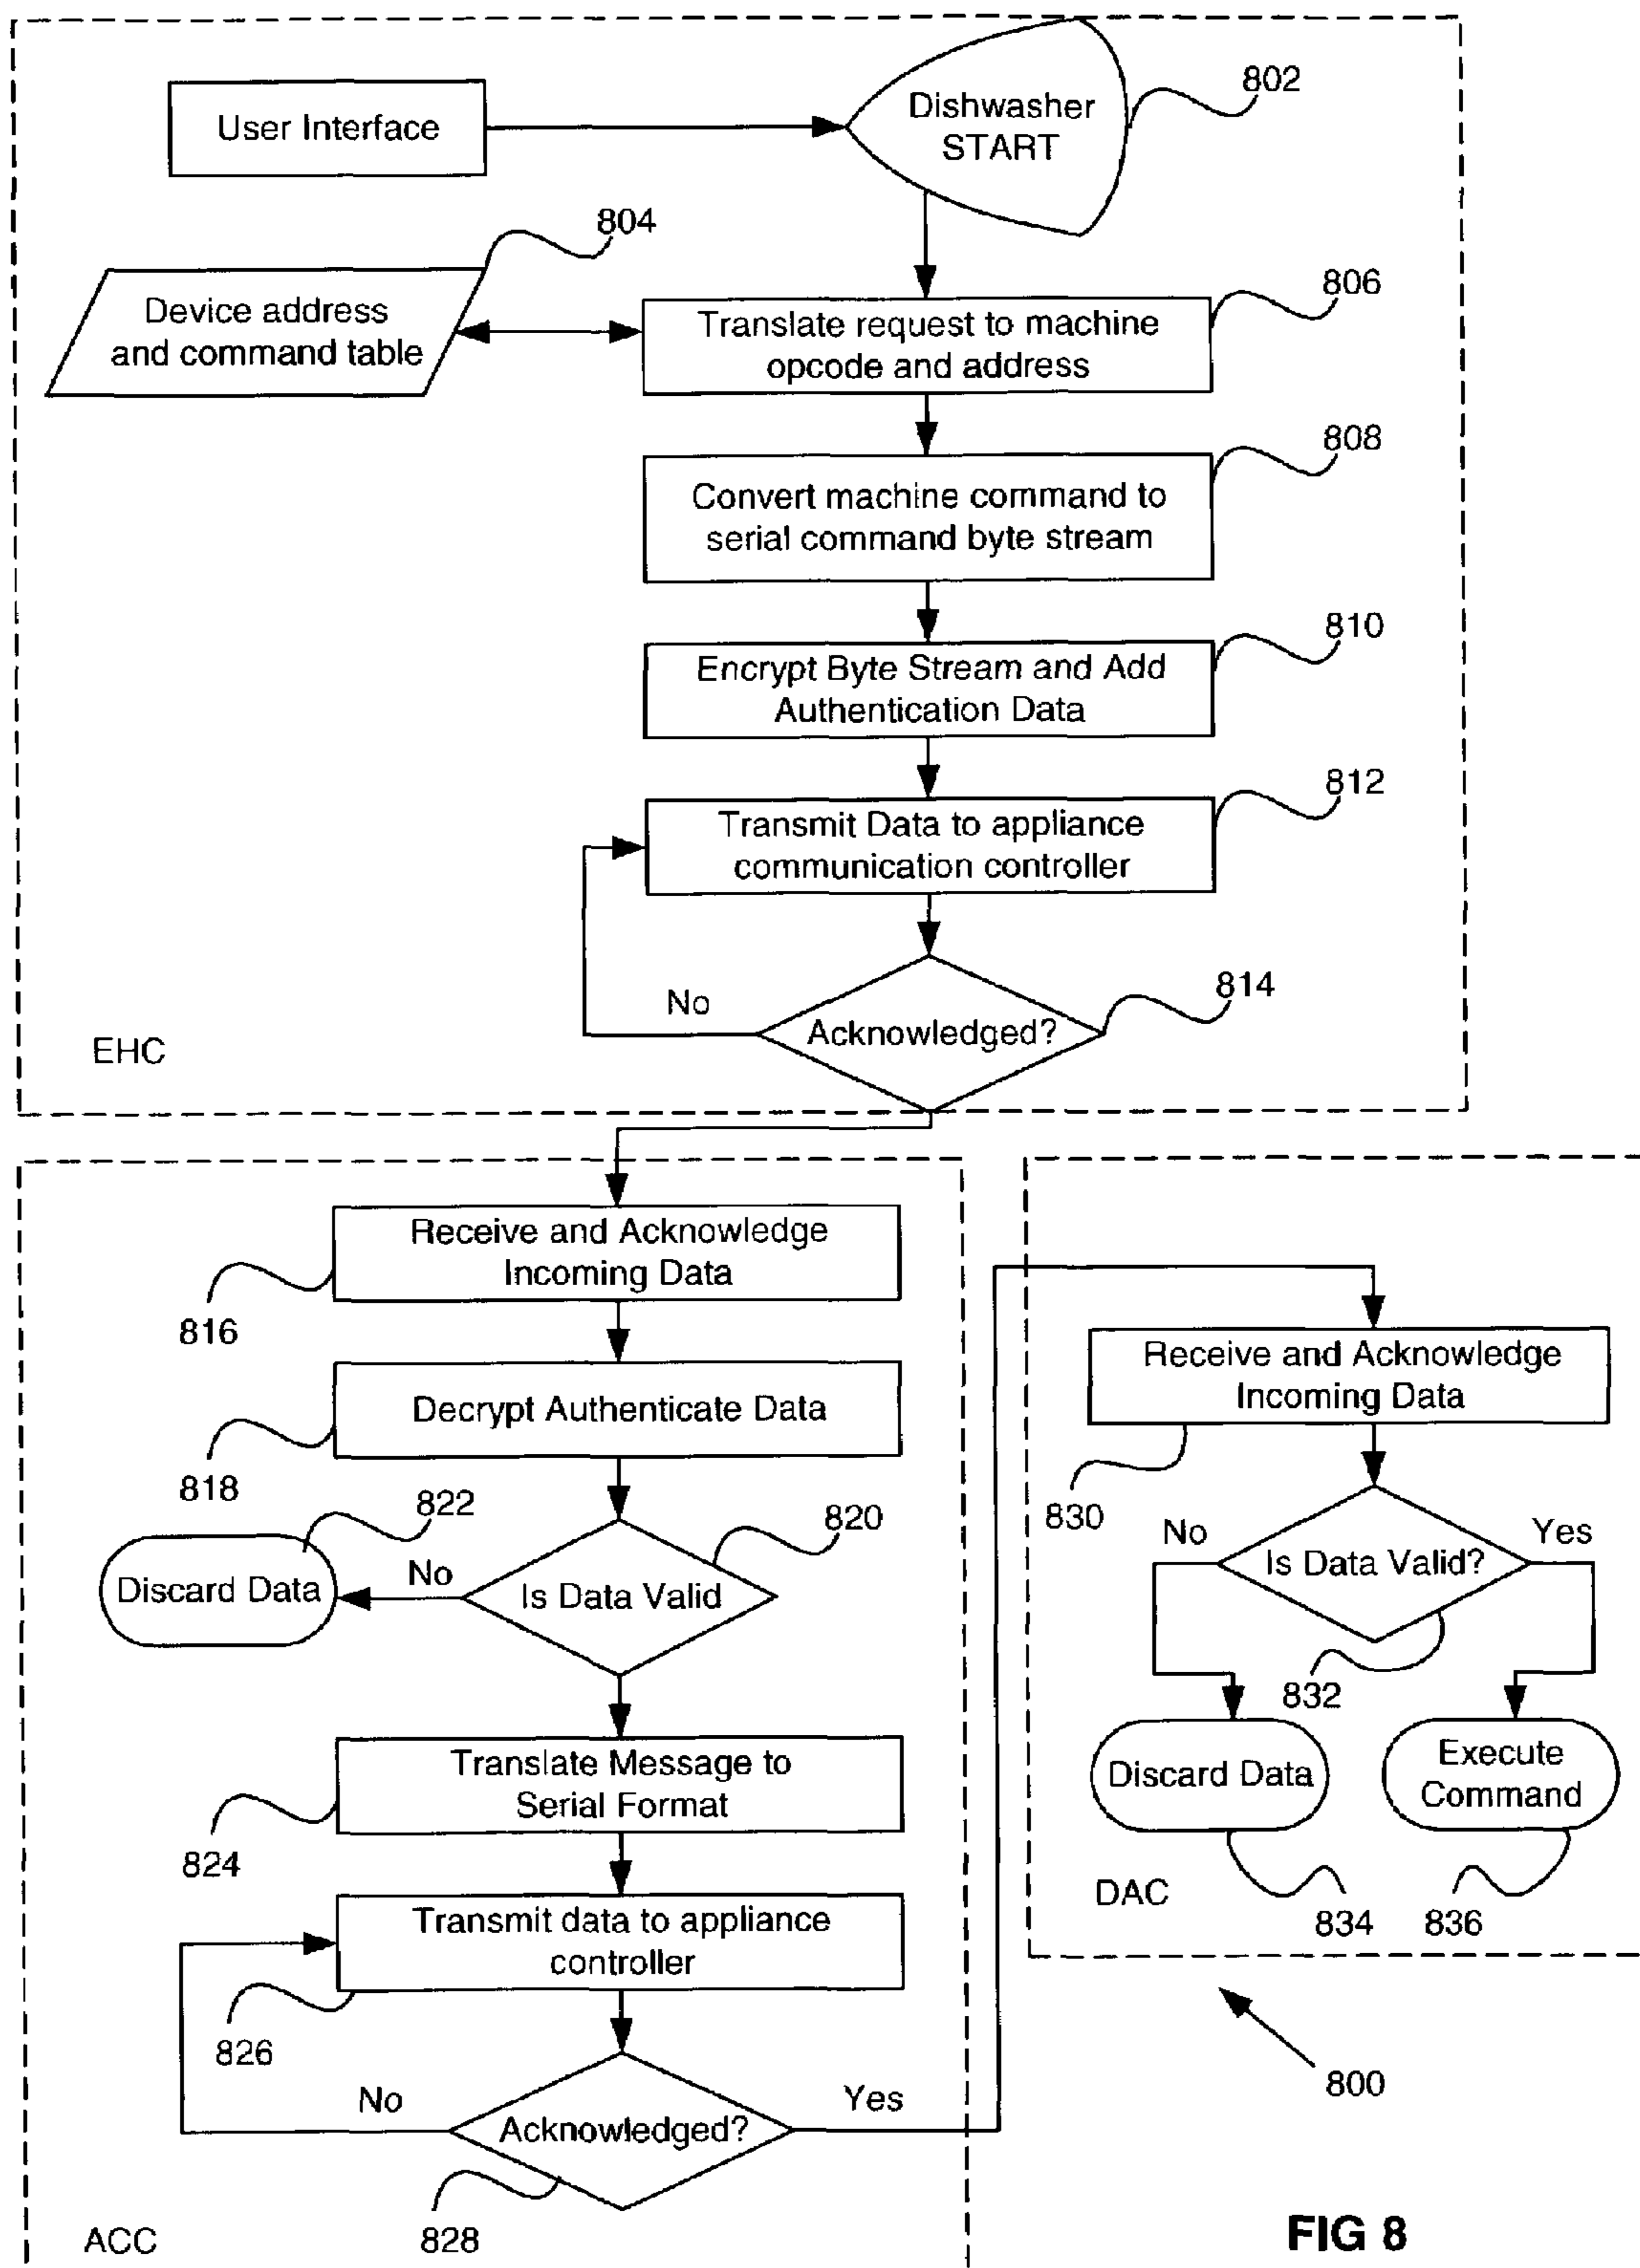 802
User Interface
Dishwasher
START
804
Device address
and command table
806
Translate request to machine
opcode and address
808
Convert machine command to
serial command byte stream
810
Encrypt Byte Stream and Add
Authentication Data
812
Transmit Data to appliance
communication controller
814
No
Acknowledged?
EHC
Receive and Acknowledge
Incoming Data
816
Decrypt Authenticate Data
818
822
820
Discard Data
No
Is Data Valid
Translate Message to
Serial Format
824
Transmit data to appliance
controller
826
No
Yes
Acknowledged?
828
ACC
Receive and Acknowledge
Incoming Data
830
No
Yes
Is Data Valid?
832
Discard Data
Execute
Command
DAC
834
836
800
FIG 8